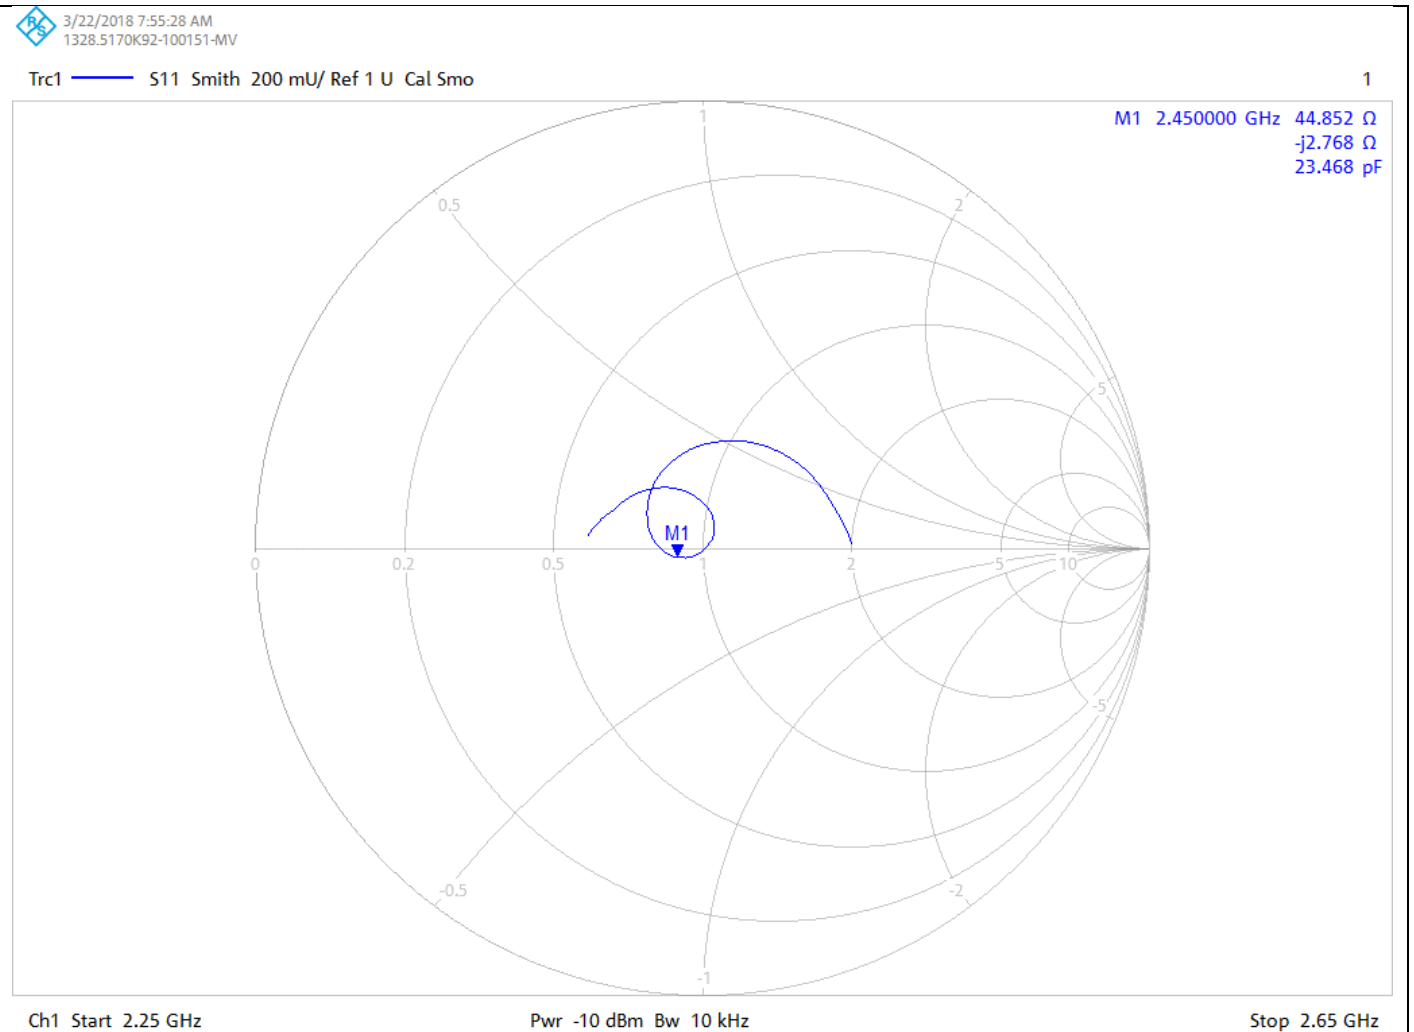 R&S
3/22/2018 7:55:28 AM
1328.5170K92-100151-MV
Trc1 S11 Smith 200 mU/ Ref 1 U Cal Smo 1
M1 2.450000 GHz 44.852 Ω
-j2.768 Ω
23.468 pF
1
0.5 2
5
M1
0 0.2 0.5 1 2 5 10
-5
-0.5 -2
-1
Ch1 Start 2.25 GHz Pwr -10 dBm Bw 10 kHz Stop 2.65 GHz